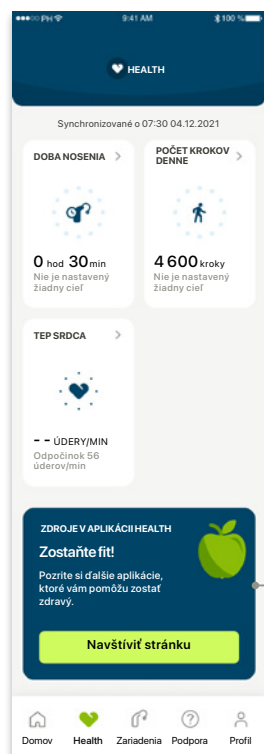 PH 9:41 AM 100 %
HEALTH
Synchronizované o 07:30 04.12.2021
DOBA NOSENIA
0 hod 30 min
Nie je nastavený
žiadny cieľ
POČET KROKOV
DENNE
4 600 kroky
Nie je nastavený
žiadny cieľ
TEP SRDCA
- - ÚDERY/MIN
Odpočinok 56
úderov/min
ZDROJE V APLIKÁCII HEALTH
Zostaňte fit!
Pozrite si ďalšie aplikácie,
ktoré vám pomôžu zostať
zdravý.
Navštíviť stránku
Domov Health Zariadenia Podpora Profil